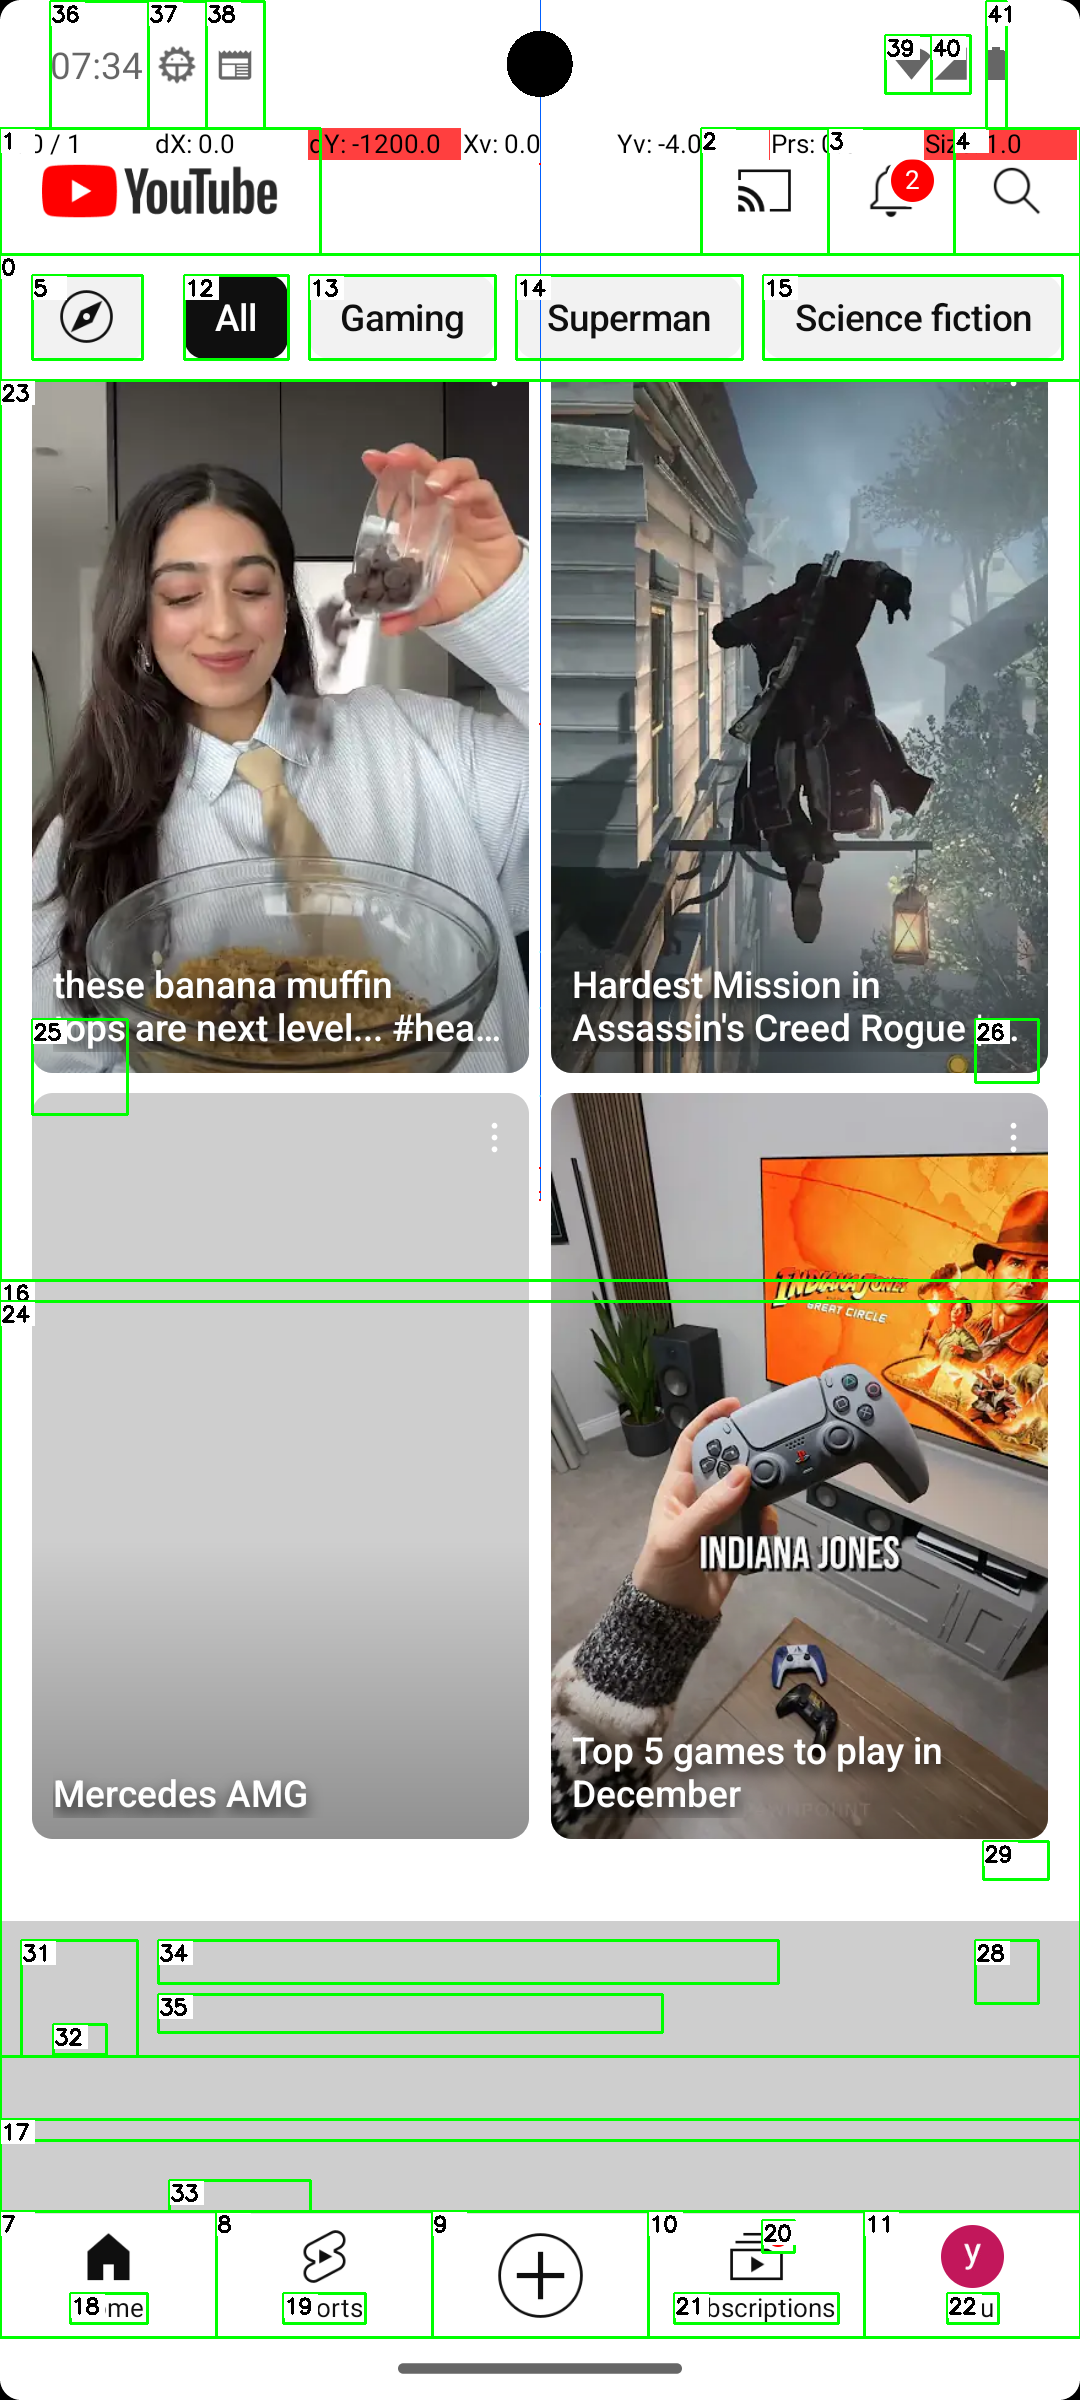 07:34
0 / 1 dX: 0.0 dY: -1200.0 Xv: 0.0 Yv: -4.0 Prs: Siz 1.0
YouTube
2
All Gaming Superman Science fiction
these banana muffin
tops are next level... #hea...
Hardest Mission in
Assassin's Creed Rogue
INDIANA JONES
GREAT CIRCLE
INDIANA JONES
Mercedes AMG
Top 5 games to play in
December
y
me orts bscriptions u
36 37 38 39 40 41
1 2 3 4
0
5 12 13 14 15
23
25 26
16
24
29
31 34 28
35
32
17
33
7 8 9 10 20 11
18 19 21 22